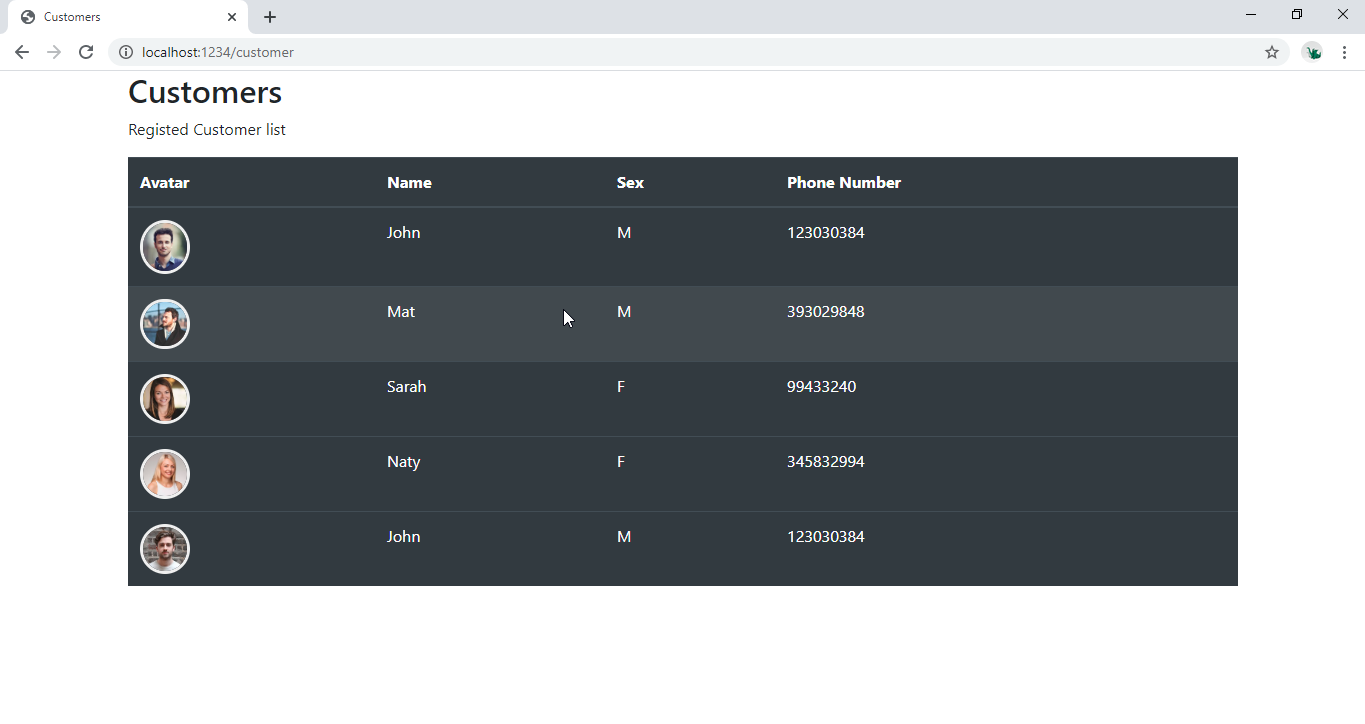 Customers
localhost:1234/customer
Customers
Registed Customer list
Avatar Name Sex Phone Number
John M 123030384
Mat M 393029848
Sarah F 99433240
Naty F 345832994
John M 123030384